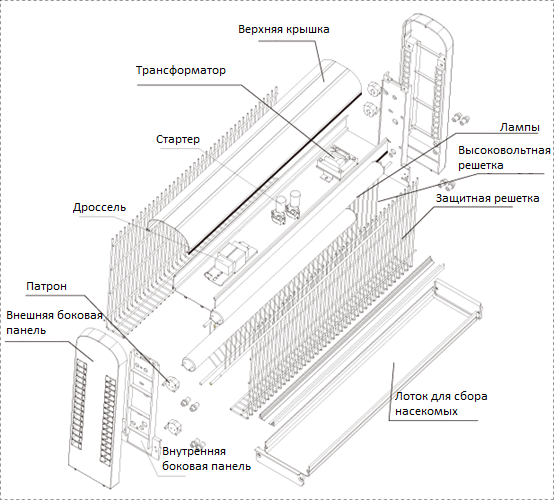 Верхняя крышка
Трансформатор
Лампы
Стартер
Высоковольтная
решетка
Защитная решетка
Дроссель
Патрон
Внешняя боковая
панель
Лоток для сбора
насекомых
Внутренняя
боковая панель